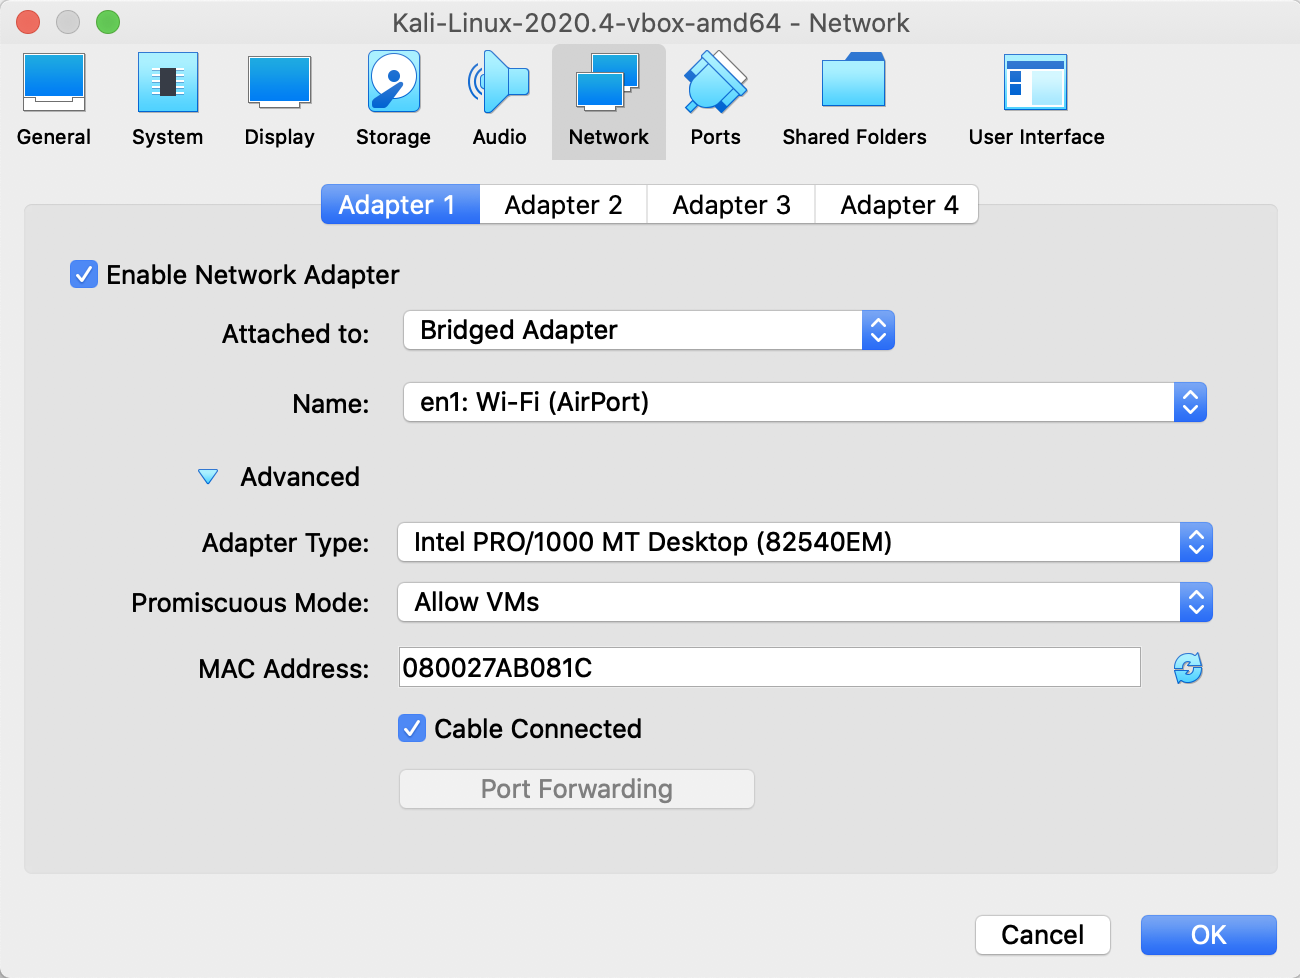 Kali-Linux-2020.4-vbox-amd64 - Network
General System Display Storage Audio Network Ports Shared Folders User Interface
Adapter 1 Adapter 2 Adapter 3 Adapter 4
Enable Network Adapter
Attached to: Bridged Adapter
Name: en1: Wi-Fi (AirPort)
Advanced
Adapter Type: Intel PRO/1000 MT Desktop (82540EM)
Promiscuous Mode: Allow VMs
MAC Address: 080027AB081C
Cable Connected
Port Forwarding
Cancel OK